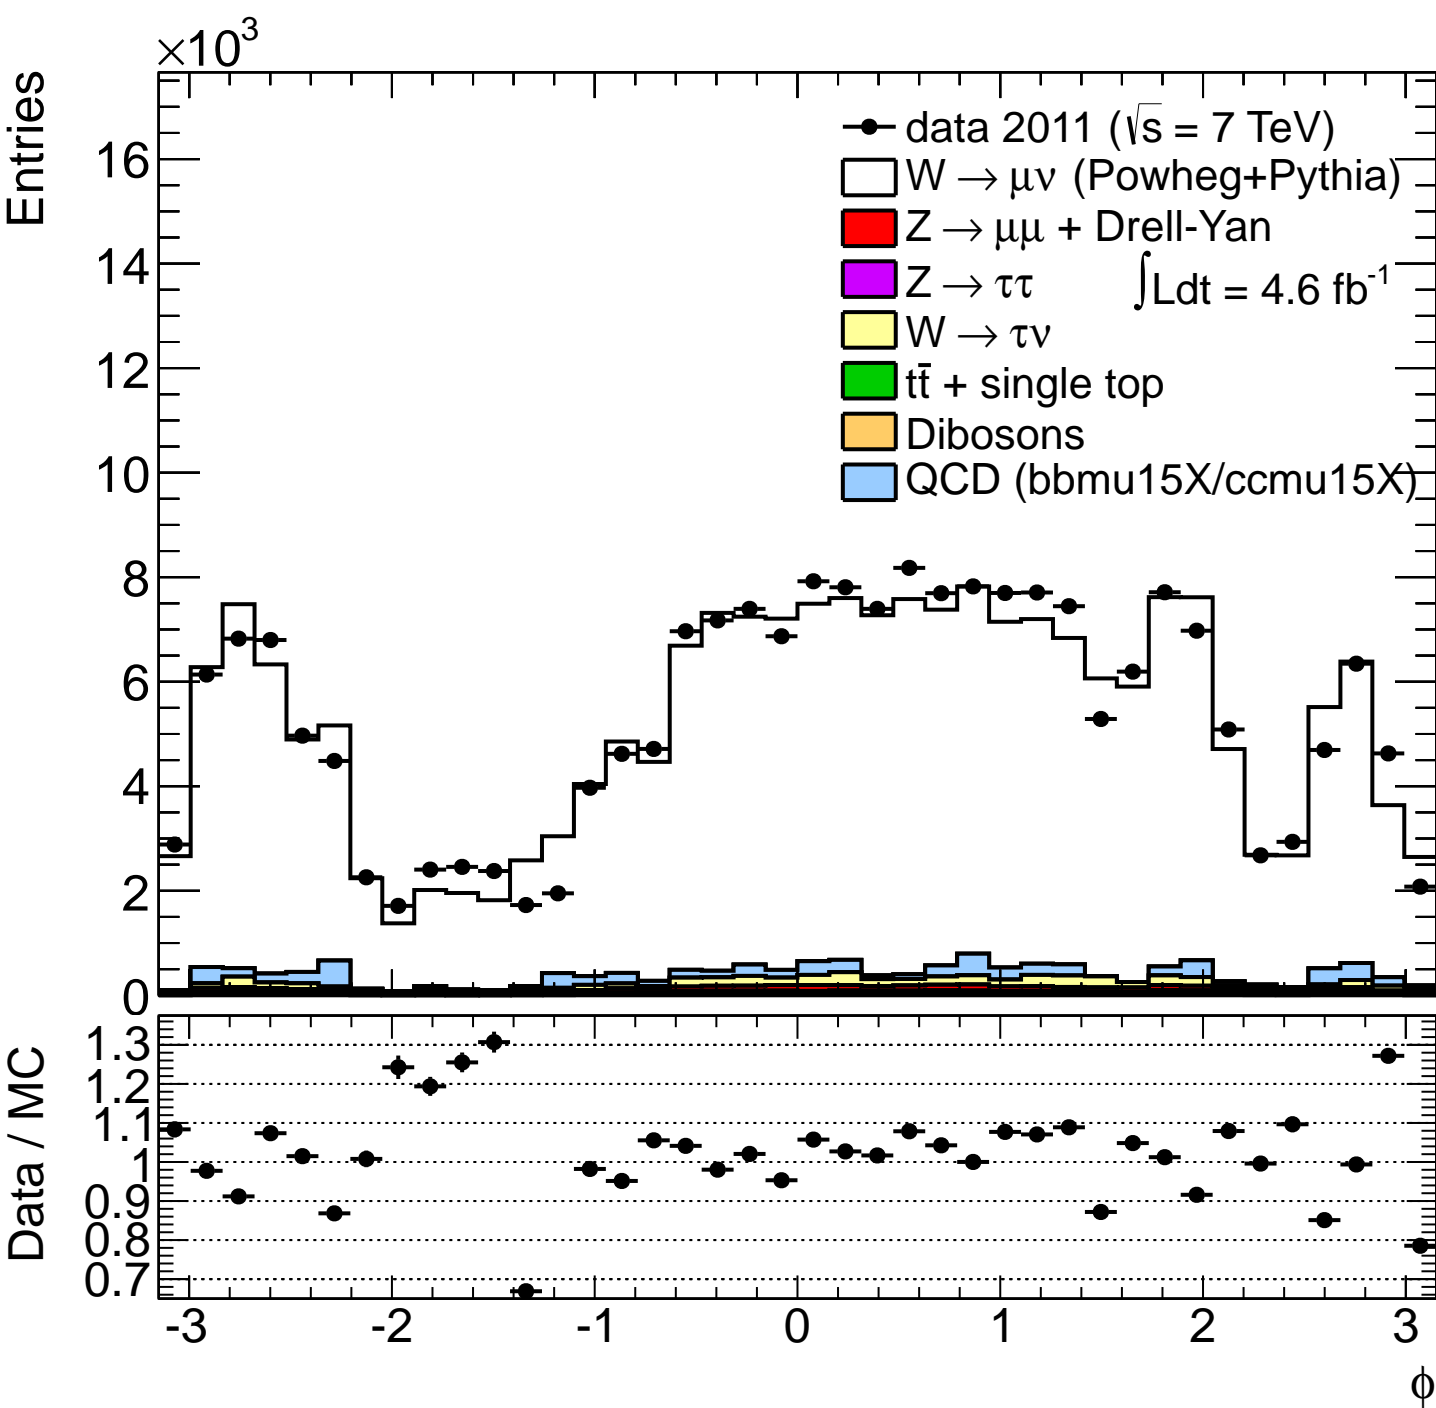 ×10³
Entries
16
14
12
10
8
6
4
2
0
data 2011 (√s = 7 TeV)
W → μν (Powheg+Pythia)
Z → μμ + Drell-Yan
Z → ττ
∫Ldt = 4.6 fb⁻¹
W → τν
tt̄ + single top
Dibosons
QCD (bbmu15X/ccmu15X)
Data / MC
1.3
1.2
1.1
1
0.9
0.8
0.7
-3 -2 -1 0 1 2 3
ϕ